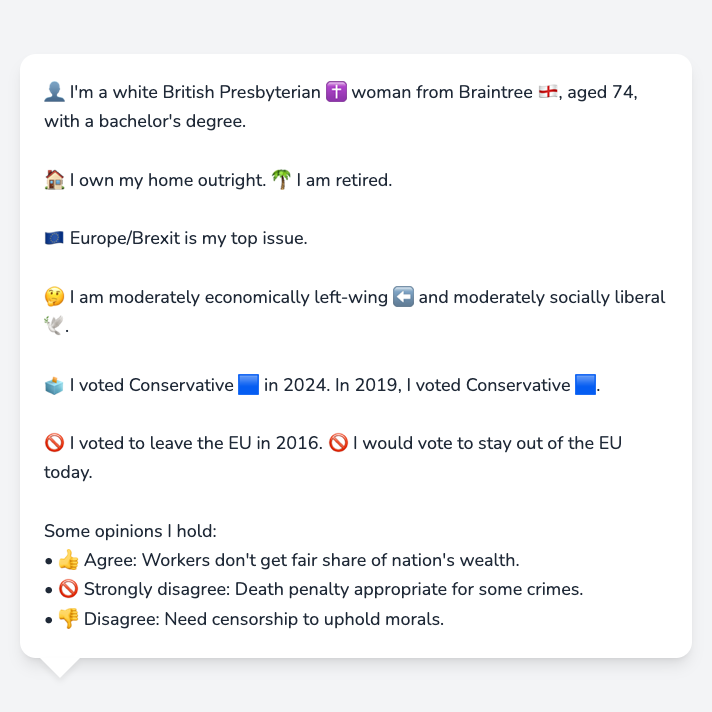 👤 I'm a white British Presbyterian ✝️ woman from Braintree 🏴󠁧󠁢󠁥󠁮󠁧󠁿, aged 74,
with a bachelor's degree.
🏠 I own my home outright. 🌴 I am retired.
🇪🇺 Europe/Brexit is my top issue.
🤔 I am moderately economically left-wing ⬅️ and moderately socially liberal
🕊️.
🗳️ I voted Conservative 🟦 in 2024. In 2019, I voted Conservative 🟦.
🚫 I voted to leave the EU in 2016. 🚫 I would vote to stay out of the EU
today.
Some opinions I hold:
• 👍 Agree: Workers don't get fair share of nation's wealth.
• 🚫 Strongly disagree: Death penalty appropriate for some crimes.
• 👎 Disagree: Need censorship to uphold morals.